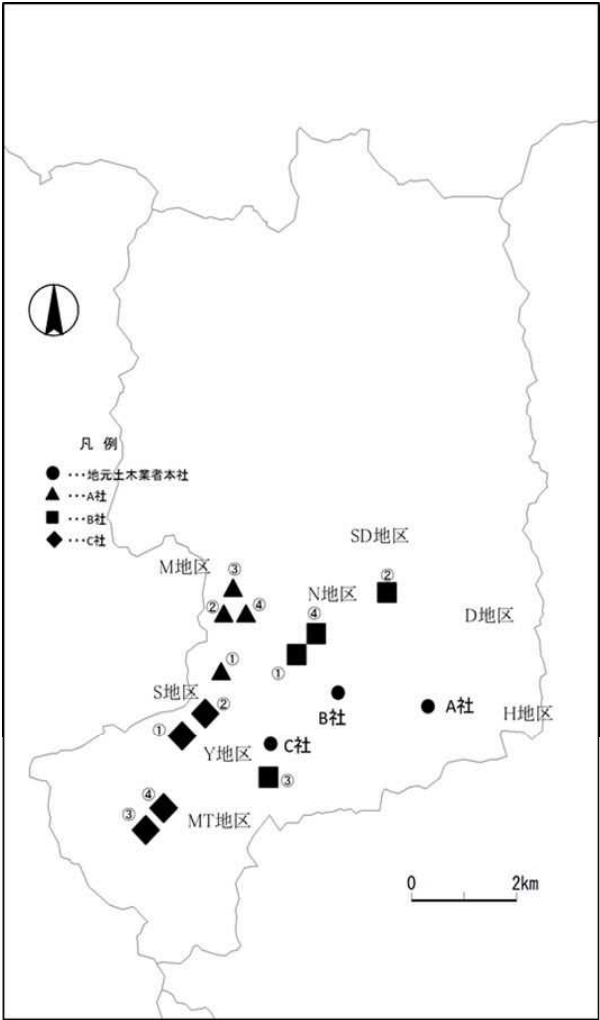 凡 例
●･･･地元土木業者本社
▲･･･A社
■･･･B社
◆･･･C社
SD地区
M地区
③
②
N地区
②
④
④
D地区
①
①
S地区
②
B社
A社
H地区
①
Y地区
C社
③
④
③
MT地区
0
2km